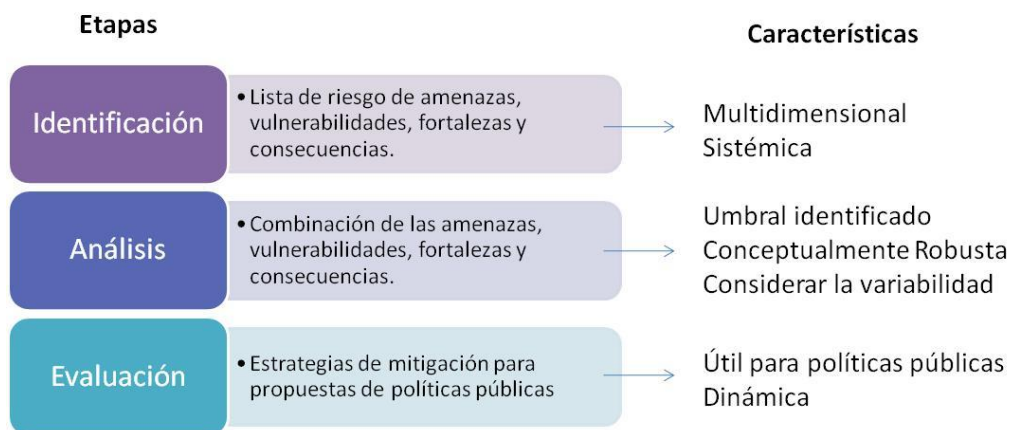 Etapas
Características
Identificación
• Lista de riesgo de amenazas,
vulnerabilidades, fortalezas y
consecuencias.
Multidimensional
Sistémica
Análisis
• Combinación de las amenazas,
vulnerabilidades, fortalezas y
consecuencias.
Umbral identificado
Conceptualmente Robusta
Considerar la variabilidad
Evaluación
• Estrategias de mitigación para
propuestas de políticas públicas
Útil para políticas públicas
Dinámica